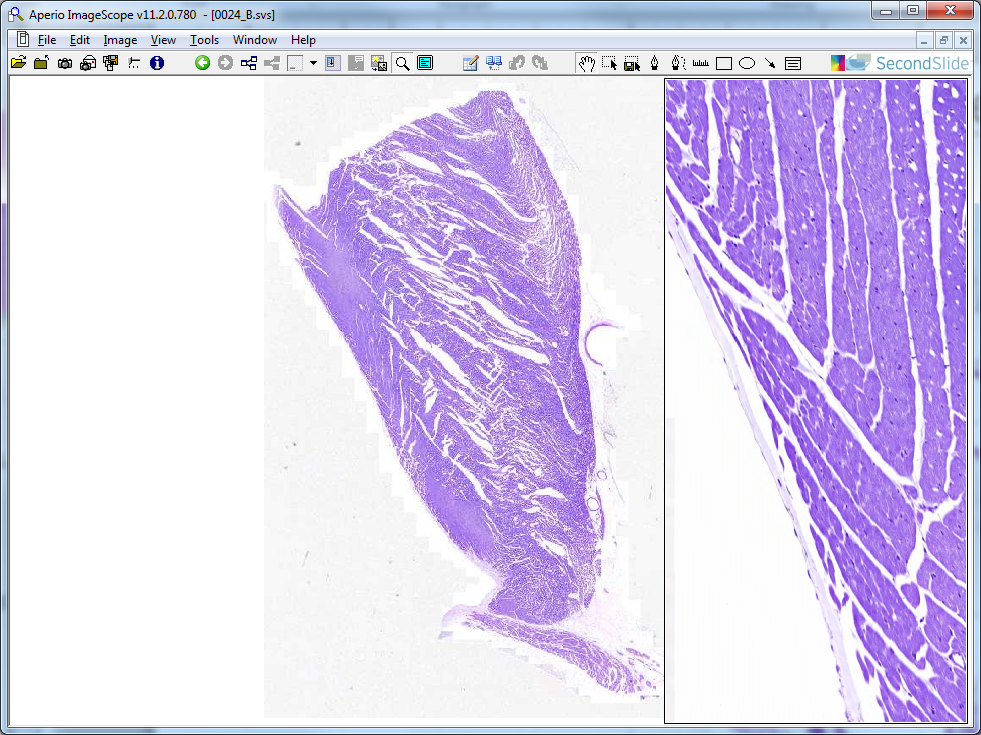 Aperio ImageScope v11.2.0.780 - [0024_B.svs]
File Edit Image View Tools Window Help
SecondSlide